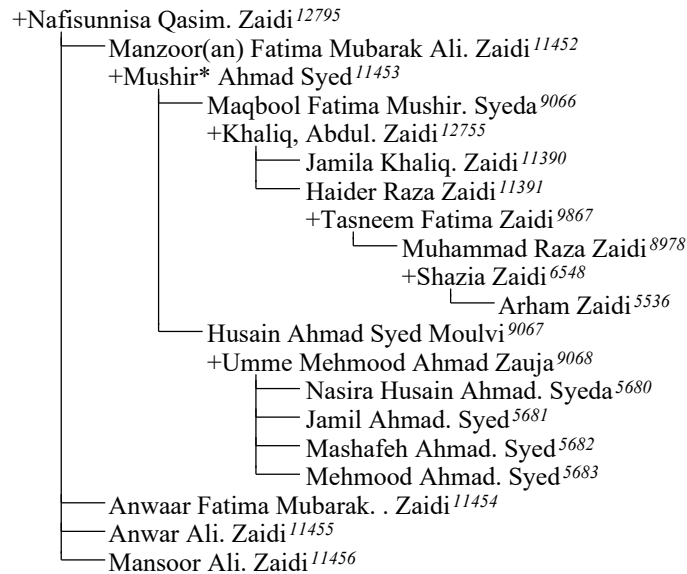 +Nafisunnisa Qasim. Zaidi 12795
Manzoor(an) Fatima Mubarak Ali. Zaidi 11452
+Mushir* Ahmad Syed 11453
Maqbool Fatima Mushir. Syeda 9066
+Khaliq, Abdul. Zaidi 12755
Jamila Khaliq. Zaidi 11390
Haider Raza Zaidi 11391
+Tasneem Fatima Zaidi 9867
Muhammad Raza Zaidi 8978
+Shazia Zaidi 6548
Arham Zaidi 5536
Husain Ahmad Syed Moulvi 9067
+Umme Mehmood Ahmad Zauja 9068
Nasira Husain Ahmad. Syeda 5680
Jamil Ahmad. Syed 5681
Mashafeh Ahmad. Syed 5682
Mehmood Ahmad. Syed 5683
Anwaar Fatima Mubarak. . Zaidi 11454
Anwar Ali. Zaidi 11455
Mansoor Ali. Zaidi 11456